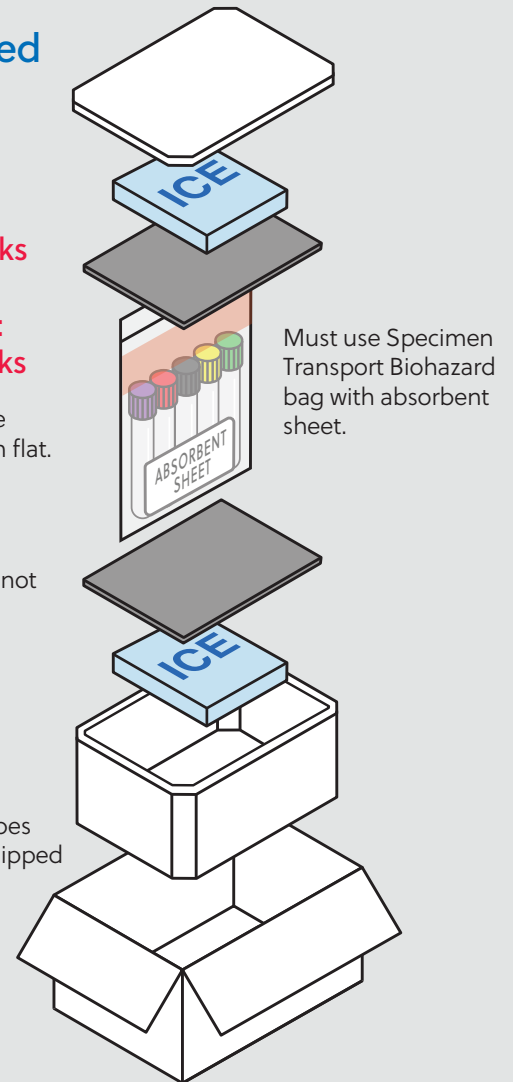 ed
ICE
ks
:
ks
Must use Specimen
Transport Biohazard
bag with absorbent
sheet.
e
n flat.
ABSORBENT
SHEET
not
ICE
pes
ipped